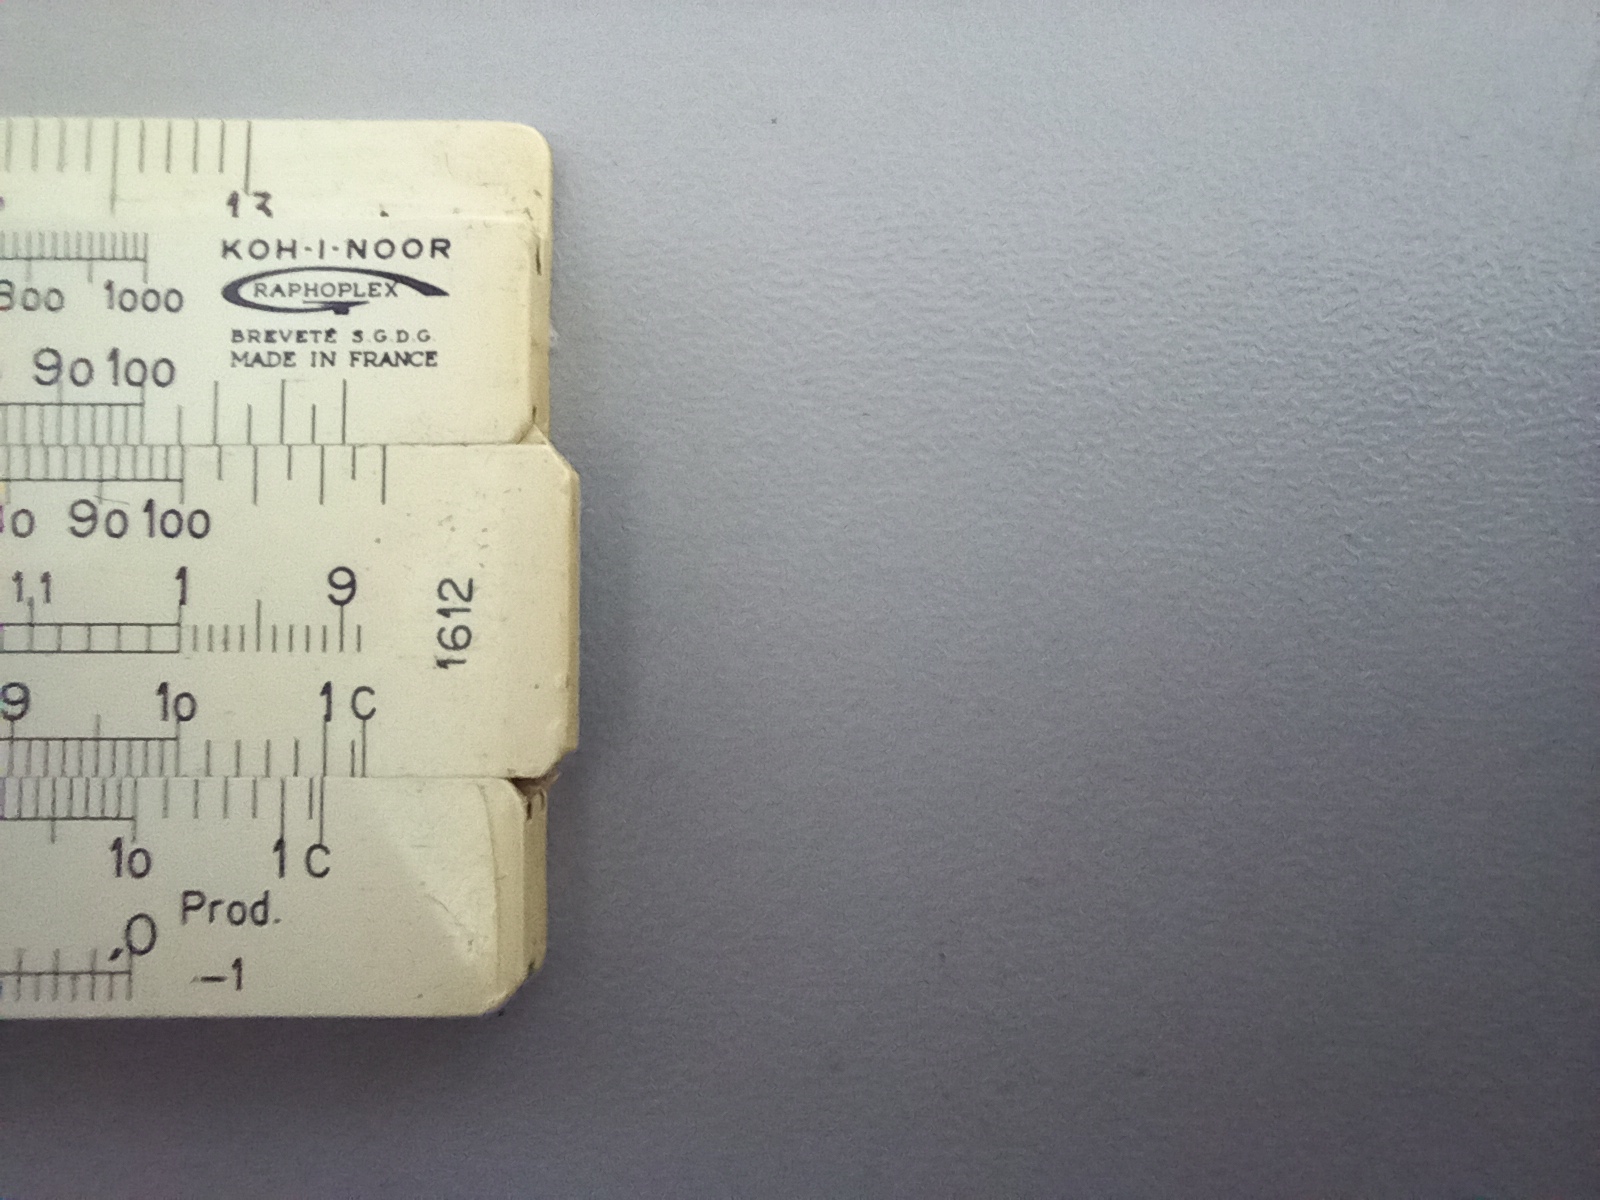 13
KOH-I-NOOR
GRAPHOPLEX
BREVETÉ S.G.D.G.
MADE IN FRANCE
800 1000
90 100
90 100
1,1 1 9
1612
9 10 1 C
10 1 C
Prod.
,0
-1